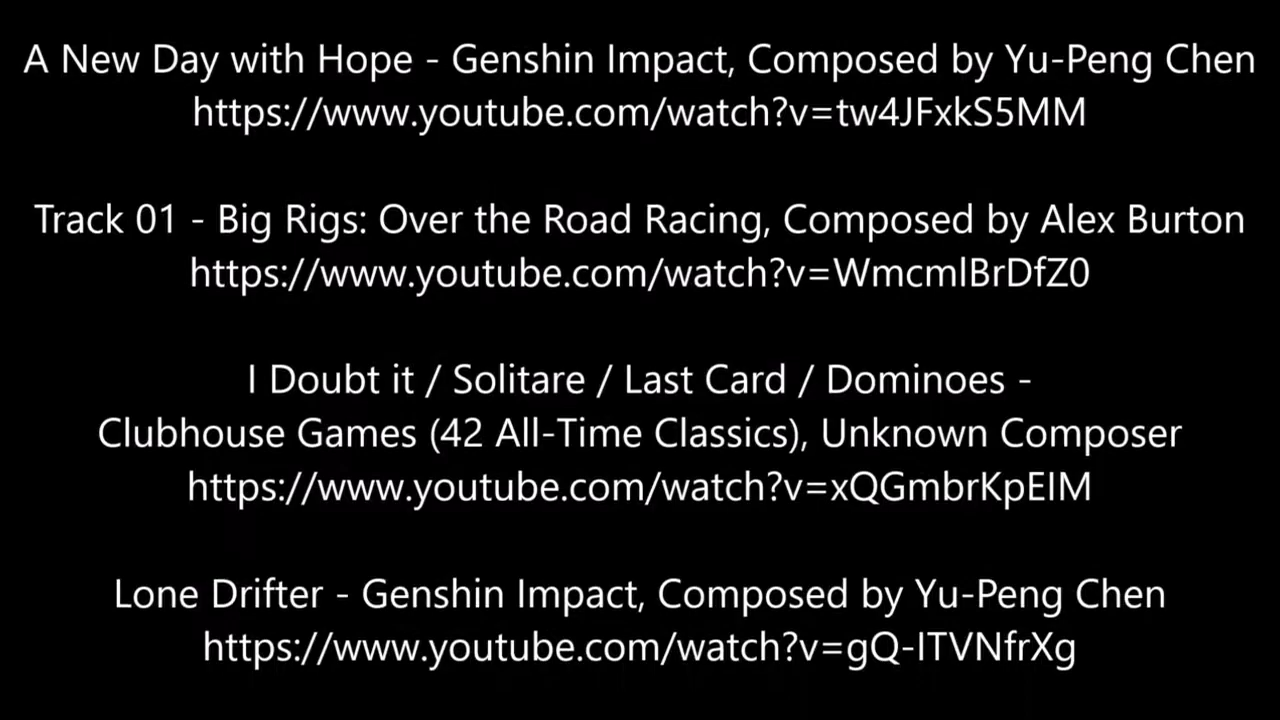 A New Day with Hope - Genshin Impact, Composed by Yu-Peng Chen
https://www.youtube.com/watch?v=tw4JFxkS5MM
Track 01 - Big Rigs: Over the Road Racing, Composed by Alex Burton
https://www.youtube.com/watch?v=WmcmlBrDfZ0
I Doubt it / Solitare / Last Card / Dominoes -
Clubhouse Games (42 All-Time Classics), Unknown Composer
https://www.youtube.com/watch?v=xQGmbrKpEIM
Lone Drifter - Genshin Impact, Composed by Yu-Peng Chen
https://www.youtube.com/watch?v=gQ-ITVNfrXg